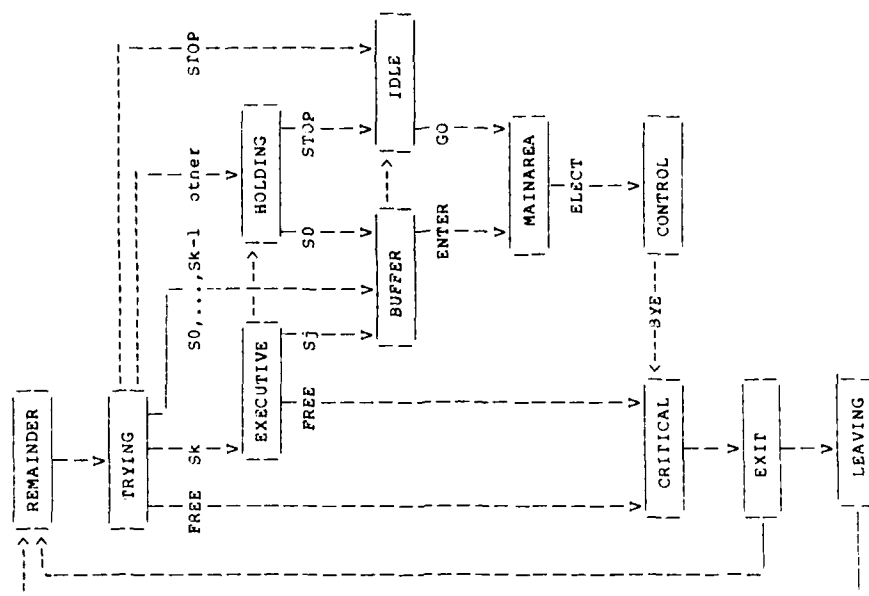 REMAINDER
TRYING
FREE
Sk
S0,...,Sk-1
otner
STOP
EXECUTIVE
HOLDING
FREE
Sj
S0
STOP
BUFFER
IDLE
ENTER
GO
MAINAREA
ELECT
CONTROL
BYE
CRITICAL
EXIT
LEAVING